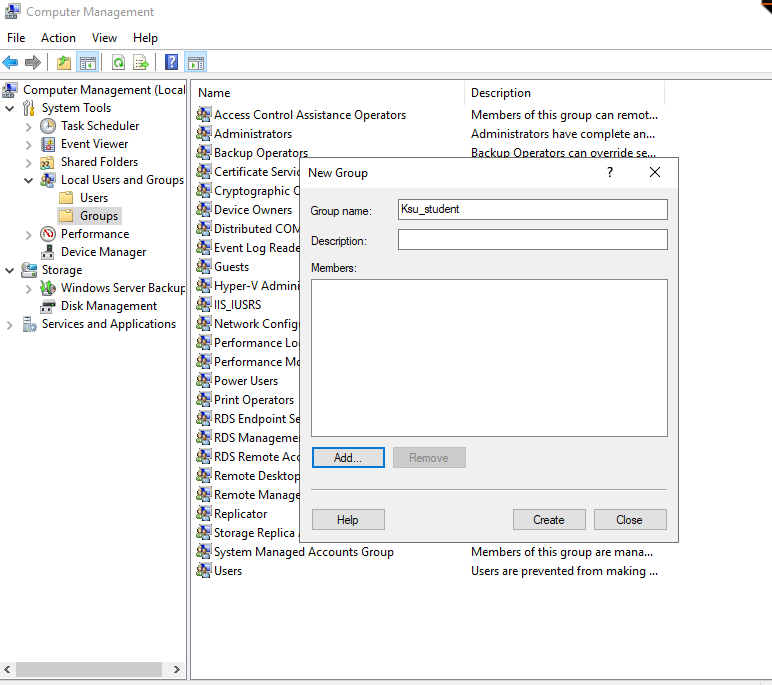 Computer Management
File Action View Help
Computer Management (Local
System Tools
Task Scheduler
Event Viewer
Shared Folders
Local Users and Groups
Users
Groups
Performance
Device Manager
Storage
Windows Server Backup
Disk Management
Services and Applications
Name Description
Access Control Assistance Operators Members of this group can remot...
Administrators Administrators have complete an...
Backup Operators Backup Operators can override se...
Certificate Servic
Cryptographic O
Device Owners
Distributed COM
Event Log Reade
Guests
Hyper-V Admini
IIS_IUSRS
Network Configu
Performance Log
Performance Mo
Power Users
Print Operators
RDS Endpoint Se
RDS Managemen
RDS Remote Acc
Remote Desktop
Remote Manage
Replicator
Storage Replica A
System Managed Accounts Group Members of this group are mana...
Users Users are prevented from making ...
New Group ?
Group name: Ksu_student
Description:
Members:
Add... Remove
Help Create Close